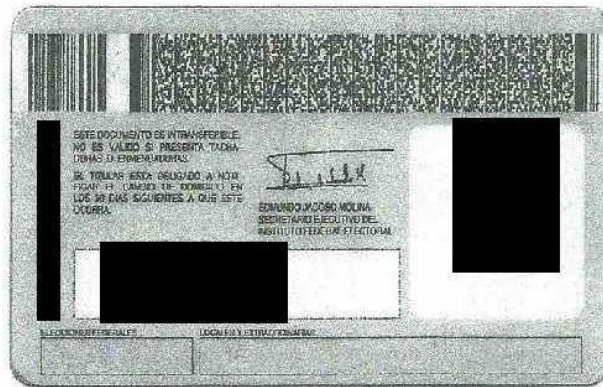 ESTE DOCUMENTO ES INTRANSFERIBLE,
NO ES VALIDO SI PRESENTA TACHA-
DURAS O ENMENDADURAS.
EL TITULAR ESTA OBLIGADO A NOTI-
FICAR EL CAMBIO DE DOMICILIO EN
LOS 30 DIAS SIGUIENTES A QUE ESTE
OCURRA.
EDMUNDO JACOBO MOLINA
SECRETARIO EJECUTIVO DEL
INSTITUTO FEDERAL ELECTORAL
ELECCIONES FEDERALES
LOCALES Y EXTRAORDINARIAS